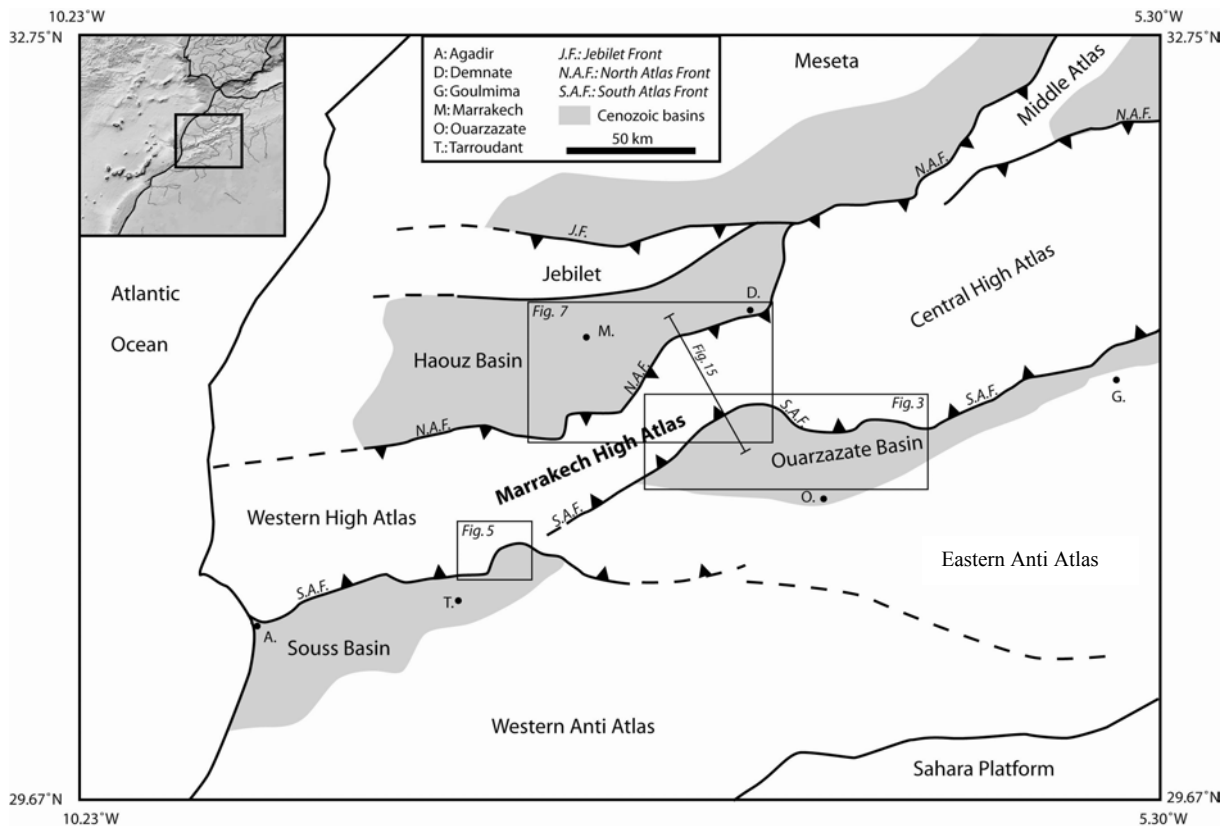 10.23°W
5.30°W
32.75°N
32.75°N
A: Agadir
D: Demnate
G: Goulmima
M: Marrakech
O: Ouarzazate
T.: Tarroudant
J.F.: Jebilet Front
N.A.F.: North Atlas Front
S.A.F.: South Atlas Front
Cenozoic basins
50 km
Meseta
Middle Atlas
N.A.F.
N.A.F.
J.F.
Jebilet
Atlantic
Ocean
Central High Atlas
Fig. 7
D.
M.
Fig. 15
Haouz Basin
N.A.F.
N.A.F.
S.A.F.
Fig. 3
S.A.F.
G.
Marrakech High Atlas
Ouarzazate Basin
O.
S.A.F.
Western High Atlas
Fig. 5
Eastern Anti Atlas
S.A.F.
T.
A.
Souss Basin
Western Anti Atlas
Sahara Platform
29.67°N
29.67°N
10.23°W
5.30°W